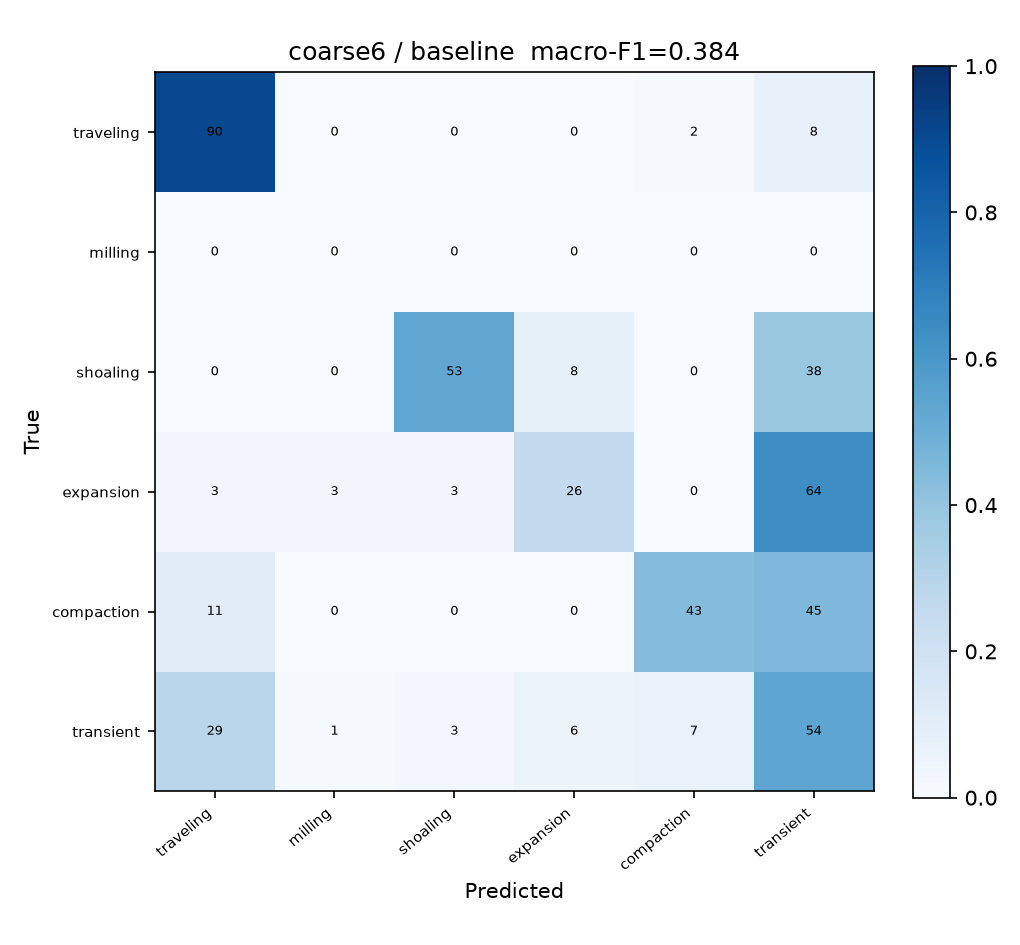 coarse6 / baseline  macro-F1=0.384
traveling 90 0 0 0 2 8
milling 0 0 0 0 0 0
shoaling 0 0 53 8 0 38
expansion 3 3 3 26 0 64
compaction 11 0 0 0 43 45
transient 29 1 3 6 7 54
True
traveling milling shoaling expansion compaction transient
Predicted
1.0
0.8
0.6
0.4
0.2
0.0